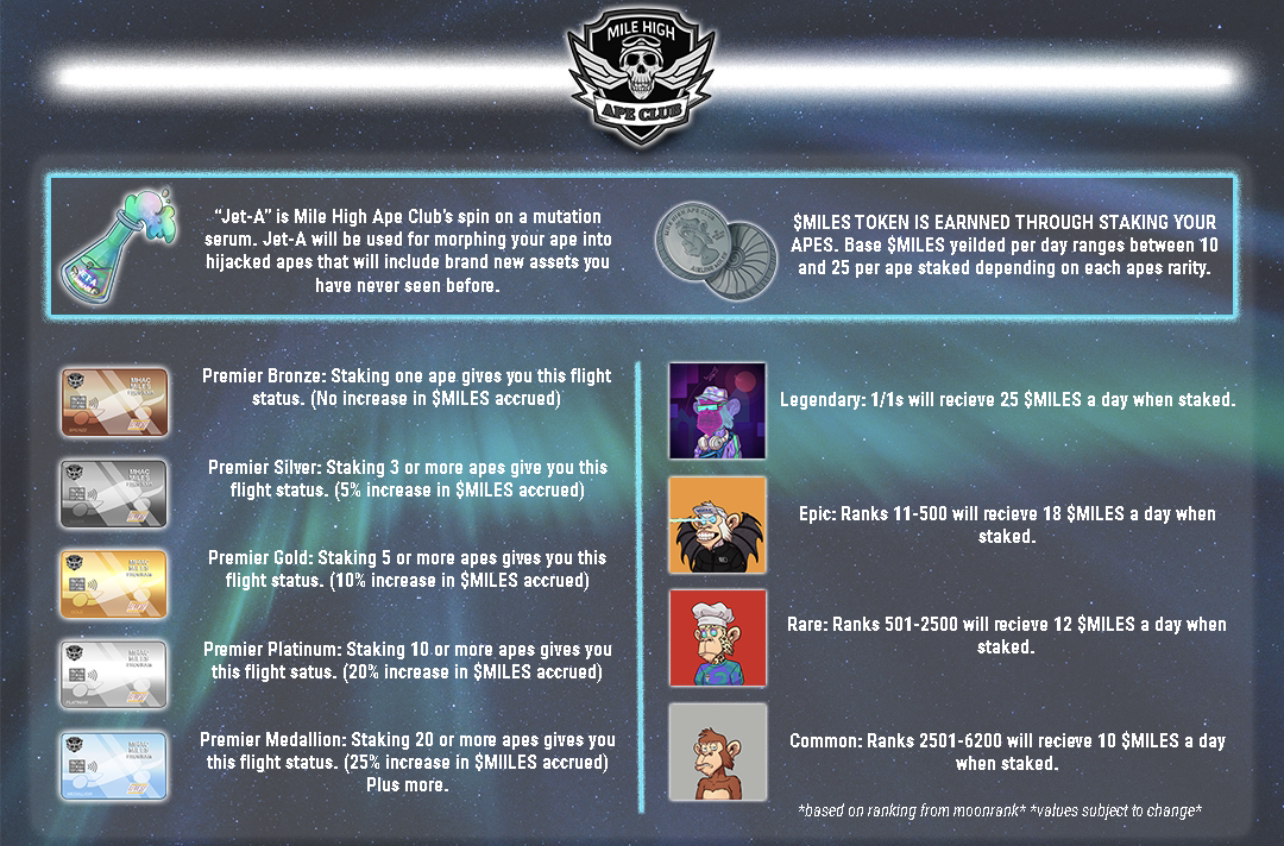 MILE HIGH
APE CLUB
"Jet-A" is Mile High Ape Club's spin on a mutation
serum. Jet-A will be used for morphing your ape into
hijacked apes that will include brand new assets you
have never seen before.
$MILES TOKEN IS EARNNED THROUGH STAKING YOUR
APES. Base $MILES yeilded per day ranges between 10
and 25 per ape staked depending on each apes rarity.
Premier Bronze: Staking one ape gives you this flight
status. (No increase in $MILES accrued)
Premier Silver: Staking 3 or more apes give you this
flight status. (5% increase in $MILES accrued)
Premier Gold: Staking 5 or more apes gives you this
flight status. (10% increase in $MILES accrued)
Premier Platinum: Staking 10 or more apes gives you
this flight satus. (20% increase in $MILES accrued)
Premier Medallion: Staking 20 or more apes gives you
this flight status. (25% increase in $MIILES accrued)
Plus more.
Legendary: 1/1s will recieve 25 $MILES a day when staked.
Epic: Ranks 11-500 will recieve 18 $MILES a day when
staked.
Rare: Ranks 501-2500 will recieve 12 $MILES a day when
staked.
Common: Ranks 2501-6200 will recieve 10 $MILES a day
when staked.
*based on ranking from moonrank* *values subject to change*
MHAC
MILES
MHAC
MILES
MHAC
MILES
MHAC
MILES
MHAC
MILES